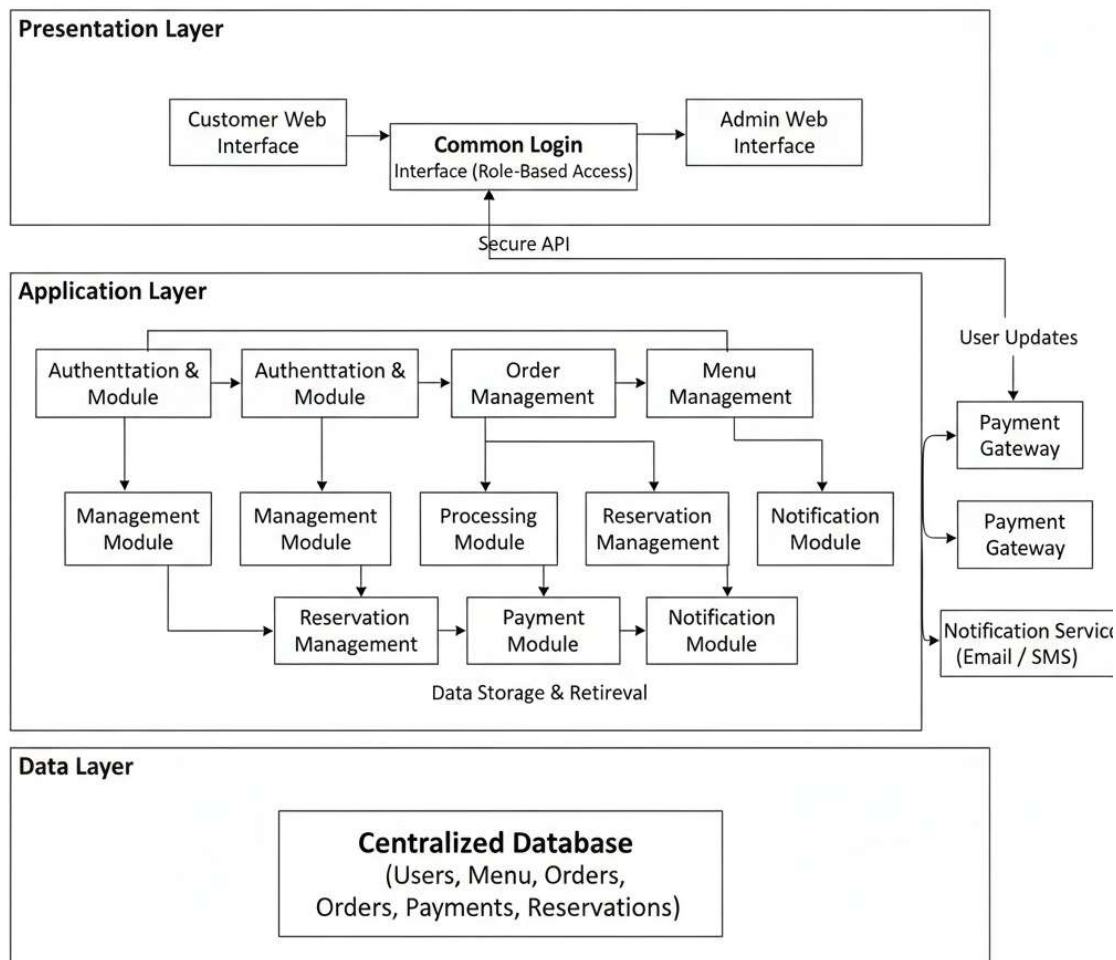 Presentation Layer
Customer Web
Interface
Common Login
Interface (Role-Based Access)
Admin Web
Interface
Secure API
Application Layer
User Updates
Authenttation &
Module
Authenttation &
Module
Order
Management
Menu
Management
Payment
Gateway
Management
Module
Management
Module
Processing
Module
Reservation
Management
Notification
Module
Payment
Gateway
Reservation
Management
Payment
Module
Notification
Module
Notification Service
(Email / SMS)
Data Storage & Retireval
Data Layer
Centralized Database
(Users, Menu, Orders,
Orders, Payments, Reservations)